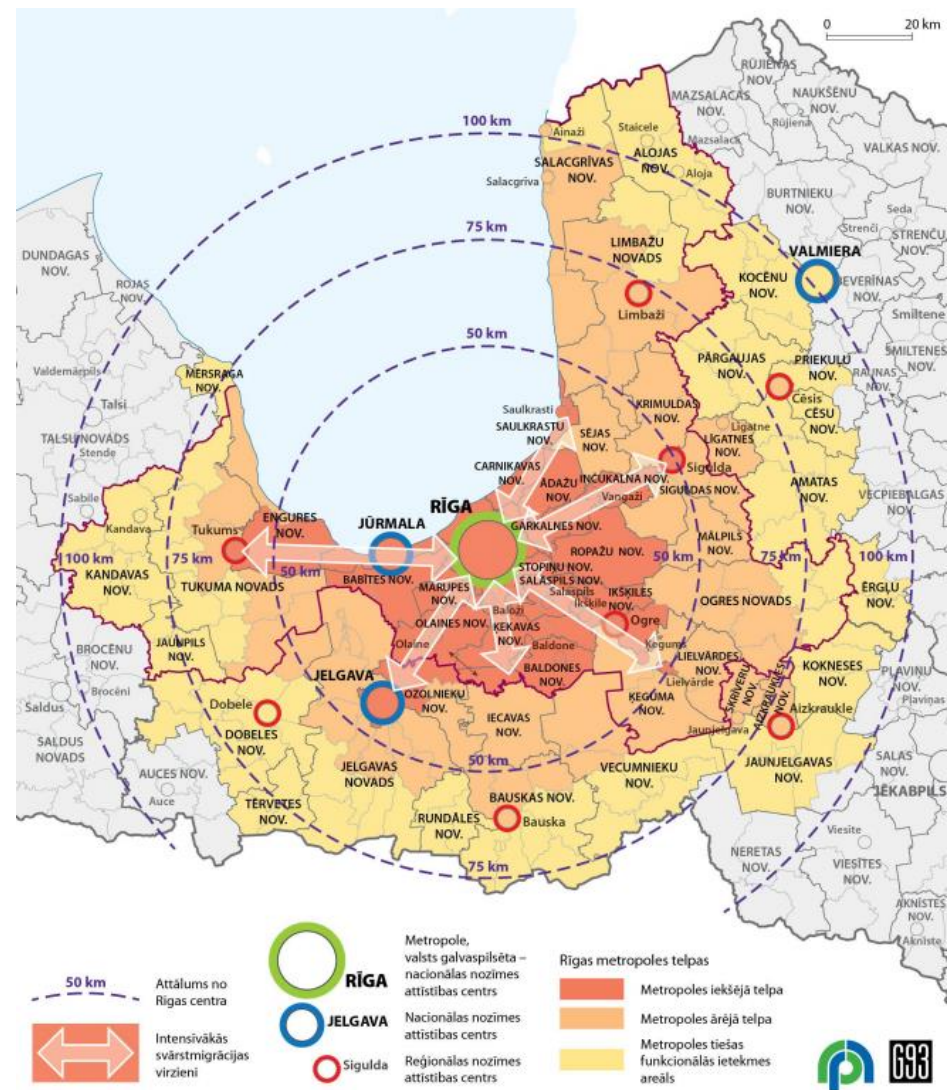 0 20 km
RŪJIENAS
NOV.
MAZSALACAS
NOV.
NAUKŠĒNU
NOV.
Rūjiena
Mazsalaca
VALKAS NOV.
100 km
Ainaži
Staicele
ALOJAS
NOV.
Aloja
SALACGRĪVAS
NOV.
Salacgrīva
BURTNIEKU
NOV.
Seda
Strenči
STRENČU
NOV.
75 km
LIMBAŽU
NOVADS
Limbaži
VALMIERA
KOCĒNU
NOV.
BEVERĪNAS
NOV.
Smiltene
SMILTENES
NOV.
DUNDAGAS
NOV.
ROJAS
NOV.
50 km
PĀRGAUJAS
NOV.
PRIEKUĻU
NOV.
RAUNAS
NOV.
Cēsis
CĒSU
NOV.
MĒRSRAGA
NOV.
Valdemārpils
Talsi
TALSU NOVADS
Stende
Sabile
Saulkrasti
SAULKRASTU
NOV.
SĒJAS
NOV.
KRIMULDAS
NOV.
Līgatne
LĪGATNES
NOV.
Sigulda
SIGULDAS NOV.
CARNIKAVAS
NOV.
ĀDAŽU
NOV.
INČUKALNA NOV.
Vangaži
AMATAS
NOV.
VECPIEBALGAS
NOV.
RĪGA
GARKALNES NOV.
MĀLPILS
NOV.
Kandava
Tukums
ENGURES
NOV.
JŪRMALA
100 km
75 km
50 km
KANDAVAS
NOV.
TUKUMA NOVADS
BABĪTES NOV.
MĀRUPES
NOV.
ROPAŽU NOV.
STOPIŅU NOV.
SALASPILS NOV.
Salaspils
50 km
75 km
100 km
ĒRGĻU
NOV.
Ikšķile
IKŠĶILES
NOV.
Ogre
OGRES NOVADS
OLAINES NOV.
Olaine
Baloži
ĶEKAVAS
NOV.
Baldone
BALDONES
NOV.
Ķegums
LIELVĀRDES
NOV.
Lielvārde
JAUNPILS
NOV.
BROCĒNU
NOV.
Brocēni
Saldus
SALDUS
NOVADS
KOKNESES
NOV.
SKRĪVERU
NOV.
AIZKRAUKLES
NOV.
Aizkraukle
PĻAVIŅU
NOV.
Pļaviņas
JELGAVA
OZOLNIEKU
NOV.
IECAVAS
NOV.
ĶEGUMA
NOV.
Jaunjelgava
Dobele
DOBELES
NOV.
JAUNJELGAVAS
NOV.
SALAS
NOV.
JĒKABPILS
AUCES NOV.
Auce
JELGAVAS
NOVADS
50 km
VECUMNIEKU
NOV.
TĒRVETES
NOV.
RUNDĀLES
NOV.
BAUSKAS NOV.
Bauska
Viesīte
VIESĪTES
NOV.
NERETAS
NOV.
75 km
AKNĪSTES
NOV.
Aknīste
50 km
Attālums no
Rīgas centra
Intensīvākās
svārstmigrācijas
virzieni
RĪGA
Metropole,
valsts galvaspilsēta –
nacionālas nozīmes
attīstības centrs
JELGAVA
Nacionālas nozīmes
attīstības centrs
Sigulda
Reģionālas nozīmes
attīstības centrs
Rīgas metropoles telpas
Metropoles iekšējā telpa
Metropoles ārējā telpa
Metropoles tiešas
funkcionālās ietekmes
areāls
G93